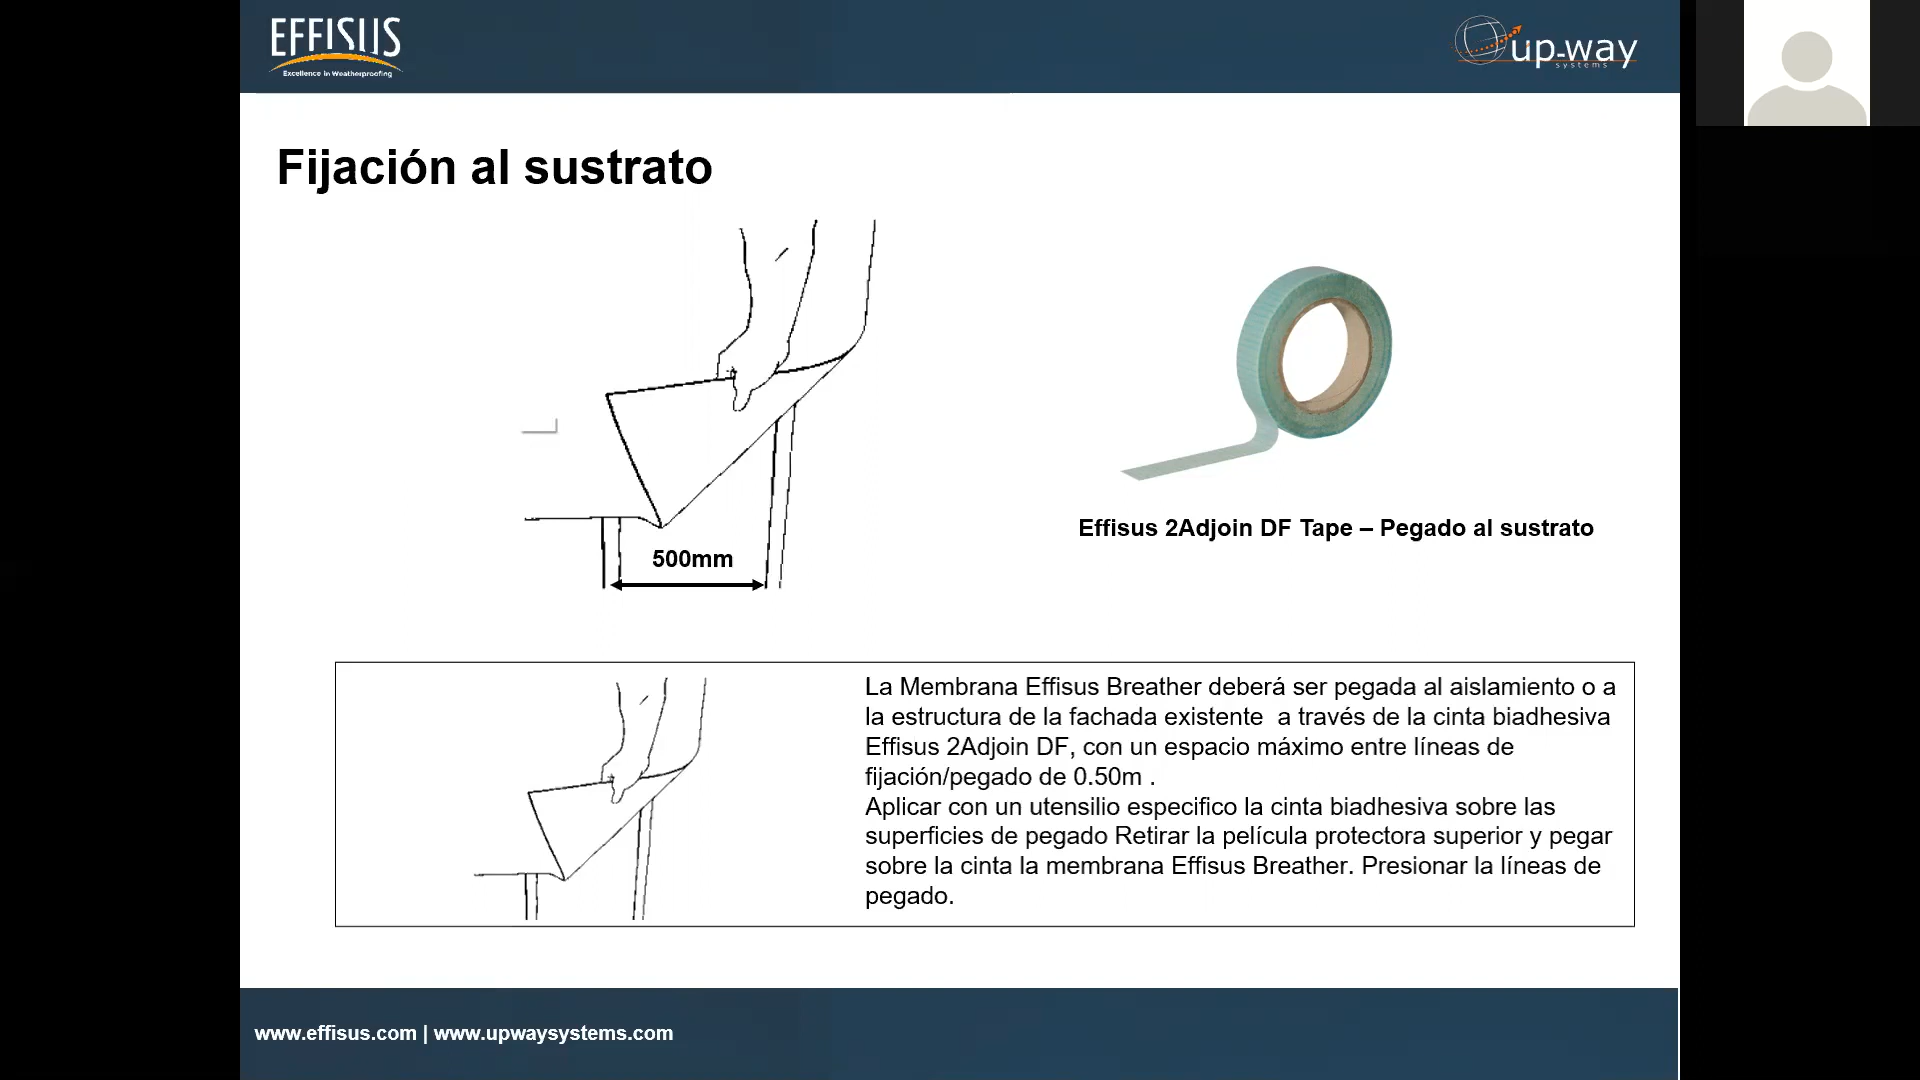 EFFISUS
Excellence in Weatherproofing
up-way
systems
Fijación al sustrato
500mm
Effisus 2Adjoin DF Tape – Pegado al sustrato
La Membrana Effisus Breather deberá ser pegada al aislamiento o a
la estructura de la fachada existente  a través de la cinta biadhesiva
Effisus 2Adjoin DF, con un espacio máximo entre líneas de
fijación/pegado de 0.50m .
Aplicar con un utensilio especifico la cinta biadhesiva sobre las
superficies de pegado Retirar la película protectora superior y pegar
sobre la cinta la membrana Effisus Breather. Presionar la líneas de
pegado.
www.effisus.com | www.upwaysystems.com